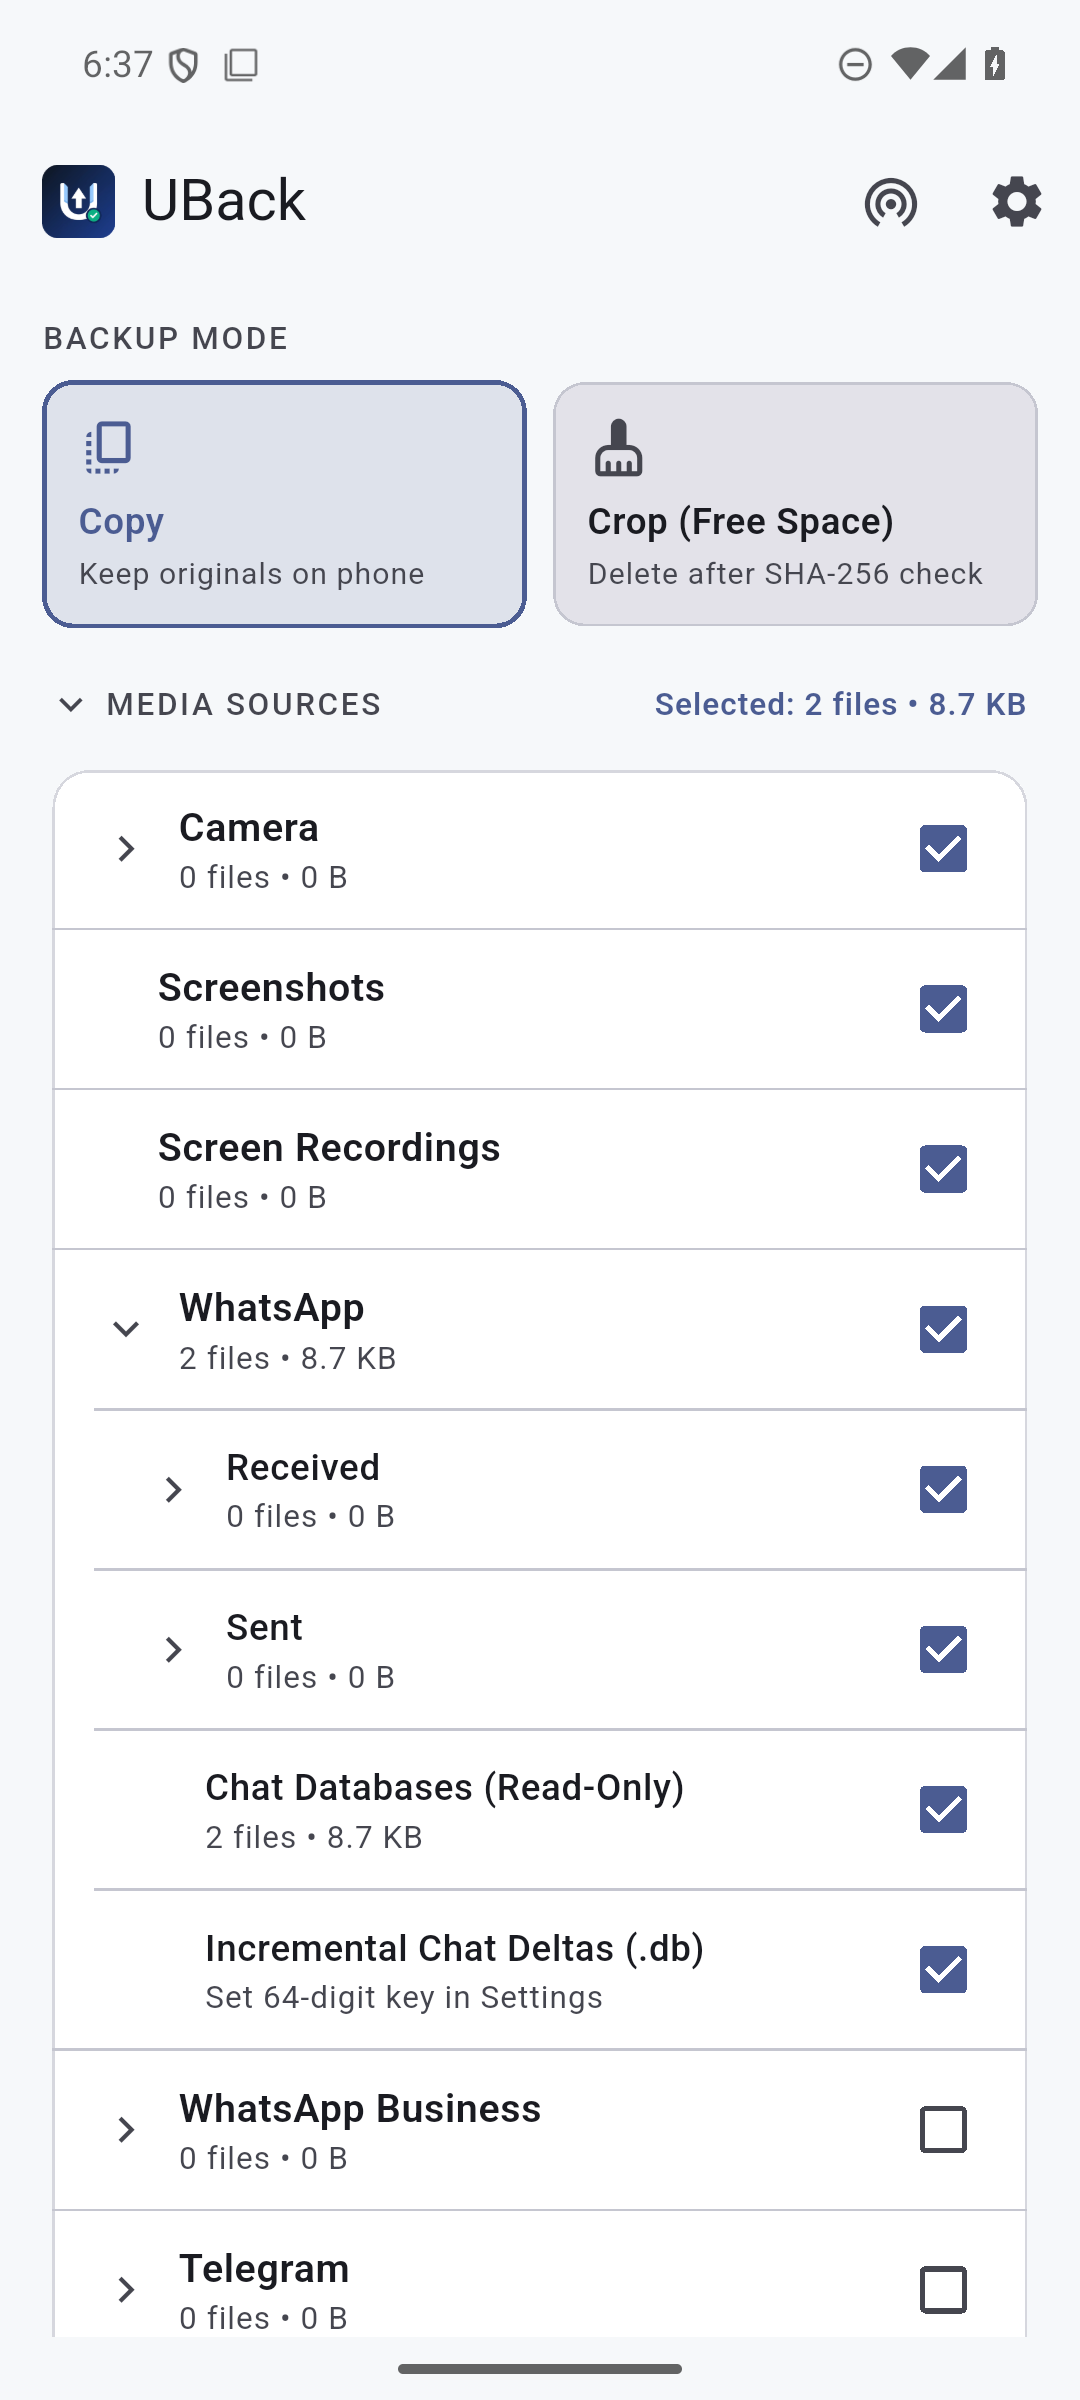 6:37
UBack
BACKUP MODE
Copy
Keep originals on phone
Crop (Free Space)
Delete after SHA-256 check
MEDIA SOURCES
Selected: 2 files • 8.7 KB
Camera
0 files • 0 B
Screenshots
0 files • 0 B
Screen Recordings
0 files • 0 B
WhatsApp
2 files • 8.7 KB
Received
0 files • 0 B
Sent
0 files • 0 B
Chat Databases (Read-Only)
2 files • 8.7 KB
Incremental Chat Deltas (.db)
Set 64-digit key in Settings
WhatsApp Business
0 files • 0 B
Telegram
0 files • 0 B